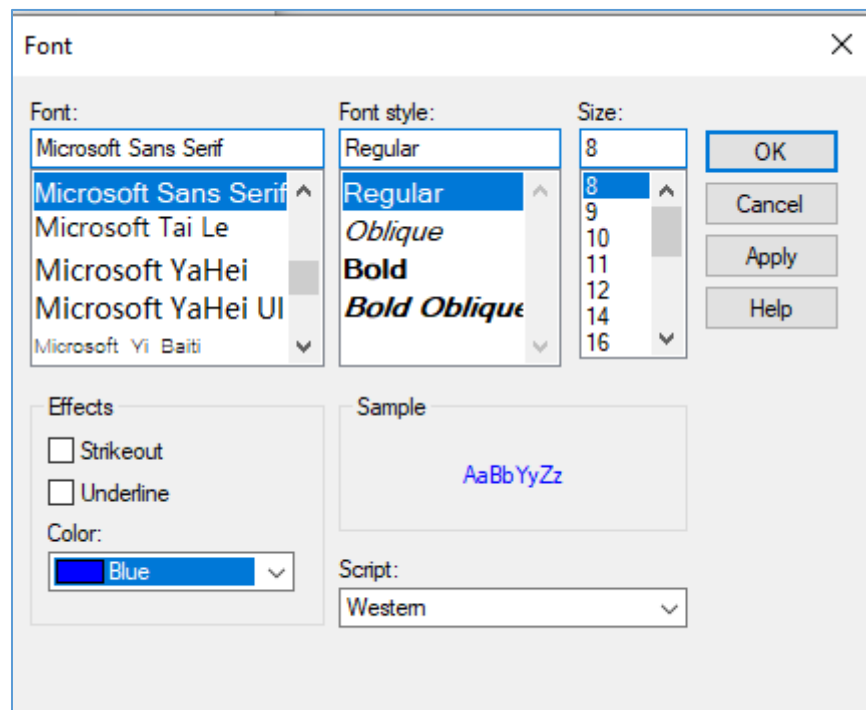 Font
Font:
Font style:
Size:
Microsoft Sans Serif
Regular
8
OK
Cancel
Apply
Help
Microsoft Sans Serif
Microsoft Tai Le
Microsoft YaHei
Microsoft YaHei UI
Microsoft Yi Baiti
Regular
Oblique
Bold
Bold Oblique
8
9
10
11
12
14
16
Effects
Strikeout
Underline
Color:
Blue
Sample
AaBbYyZz
Script:
Western